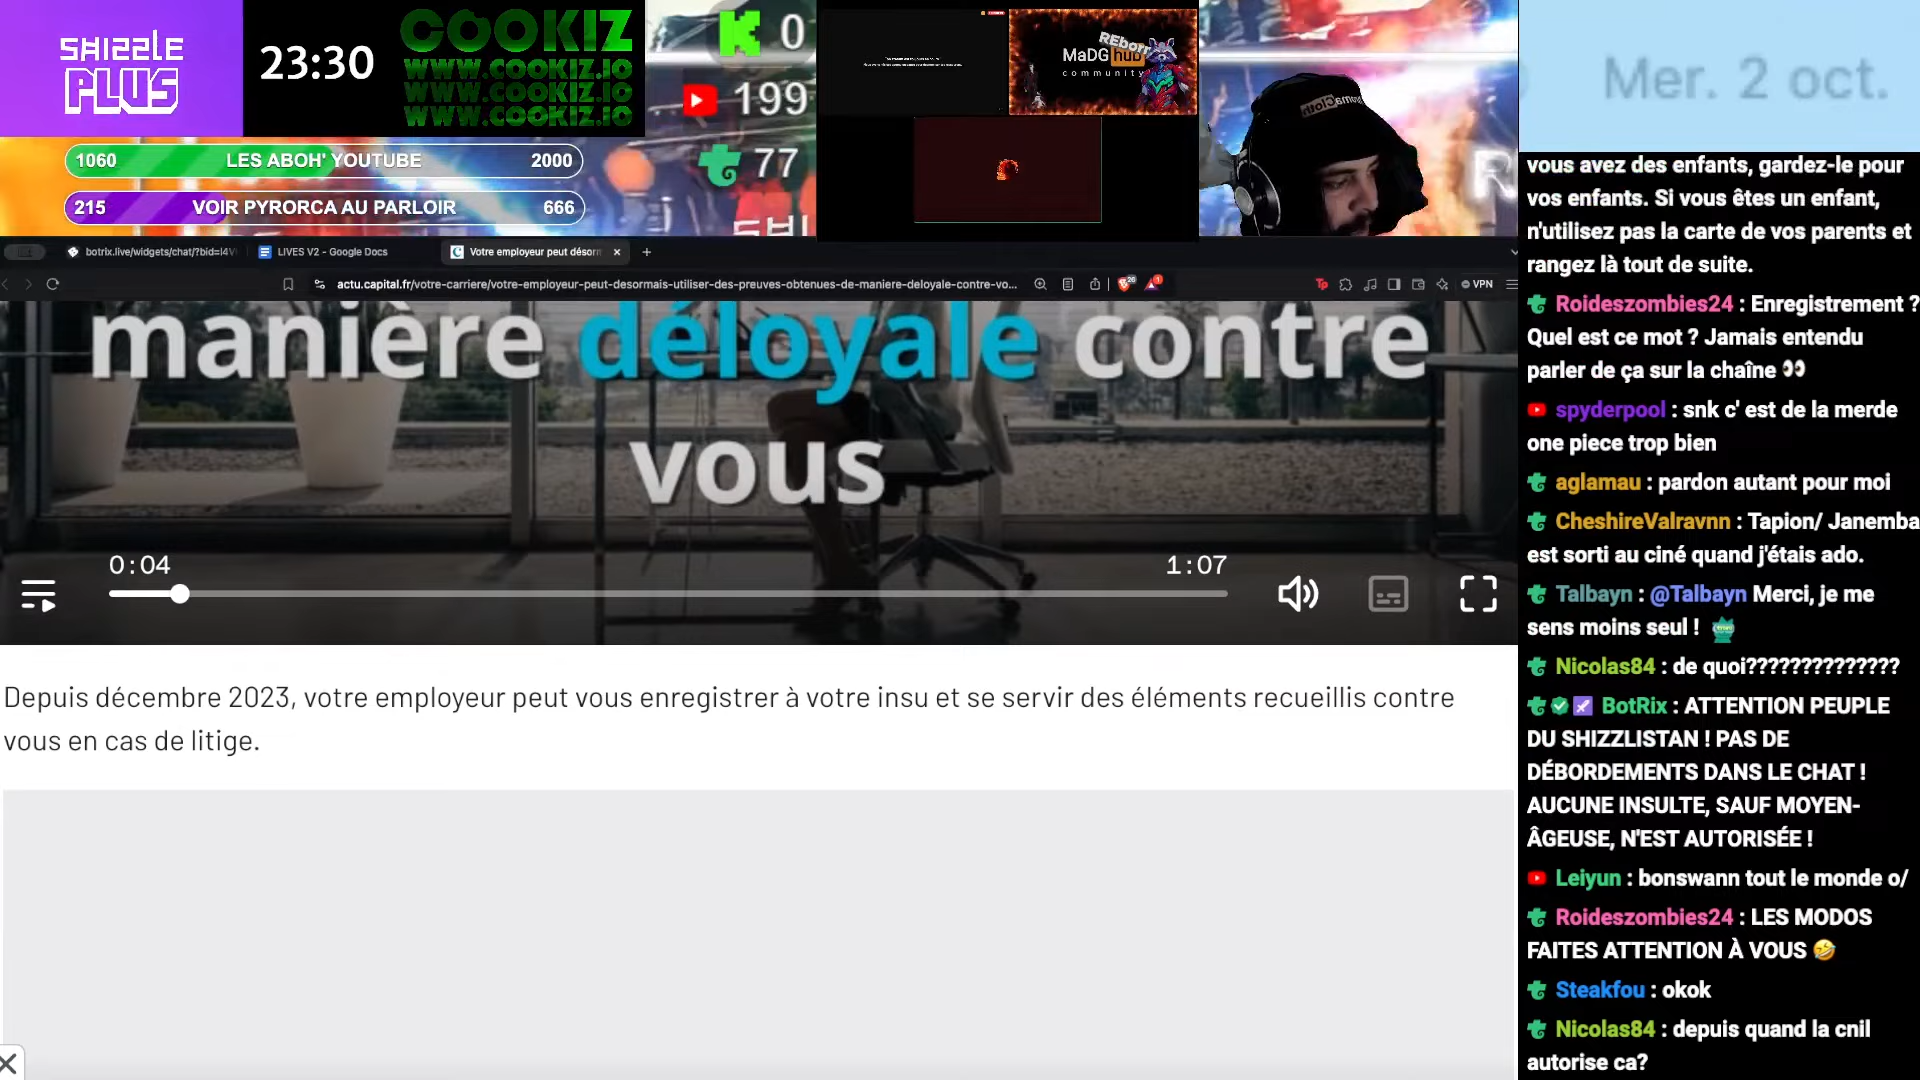 SHIZZLE
PLUS
23:30
COOKIZ
WWW.COOKIZ.IO
WWW.COOKIZ.IO
WWW.COOKIZ.IO
0
199
77
1060 LES ABOH' YOUTUBE 2000
215 VOIR PYRORCA AU PARLOIR 666
REborn
MaDG hub
community
Mer. 2 oct.
botrix.live/widgets/chat/?bid=l4V
LIVES V2 - Google Docs
Votre employeur peut désorm
actu.capital.fr/votre-carriere/votre-employeur-peut-desormais-utiliser-des-preuves-obtenues-de-maniere-deloyale-contre-vo...
VPN
manière déloyale contre
vous
0:04
1:07
Depuis décembre 2023, votre employeur peut vous enregistrer à votre insu et se servir des éléments recueillis contre
vous en cas de litige.
vous avez des enfants, gardez-le pour
vos enfants. Si vous êtes un enfant,
n'utilisez pas la carte de vos parents et
rangez là tout de suite.
Roideszombies24 : Enregistrement ?
Quel est ce mot ? Jamais entendu
parler de ça sur la chaîne 👀
spyderpool : snk c' est de la merde
one piece trop bien
aglamau : pardon autant pour moi
CheshireValravnn : Tapion/ Janemba
est sorti au ciné quand j'étais ado.
Talbayn : @Talbayn Merci, je me
sens moins seul !
Nicolas84 : de quoi??????????????
BotRix : ATTENTION PEUPLE
DU SHIZZLISTAN ! PAS DE
DÉBORDEMENTS DANS LE CHAT !
AUCUNE INSULTE, SAUF MOYEN-
ÂGEUSE, N'EST AUTORISÉE !
Leiyun : bonswann tout le monde o/
Roideszombies24 : LES MODOS
FAITES ATTENTION À VOUS 🤣
Steakfou : okok
Nicolas84 : depuis quand la cnil
autorise ca?